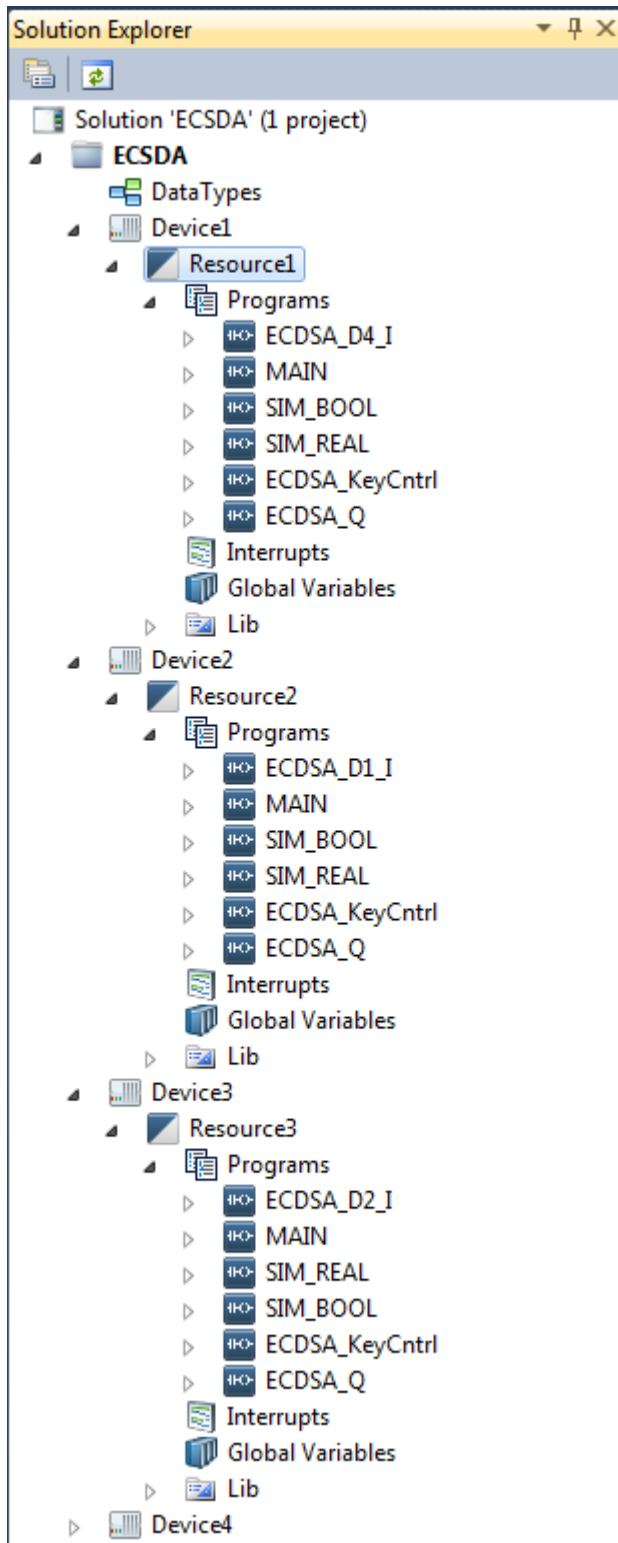 Solution Explorer
Solution 'ECSDA' (1 project)
ECSDA
DataTypes
Device1
Resource1
Programs
ECDSA_D4_I
MAIN
SIM_BOOL
SIM_REAL
ECDSA_KeyCntrl
ECDSA_Q
Interrupts
Global Variables
Lib
Device2
Resource2
Programs
ECDSA_D1_I
MAIN
SIM_BOOL
SIM_REAL
ECDSA_KeyCntrl
ECDSA_Q
Interrupts
Global Variables
Lib
Device3
Resource3
Programs
ECDSA_D2_I
MAIN
SIM_REAL
SIM_BOOL
ECDSA_KeyCntrl
ECDSA_Q
Interrupts
Global Variables
Lib
Device4